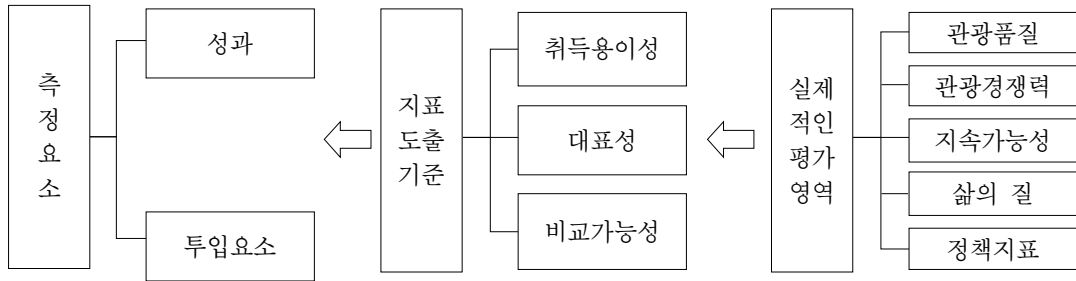 측
정
요
소
성과
투입요소
지표
도출
기준
취득용이성
대표성
비교가능성
실제
적인
평가
영역
관광품질
관광경쟁력
지속가능성
삶의 질
정책지표